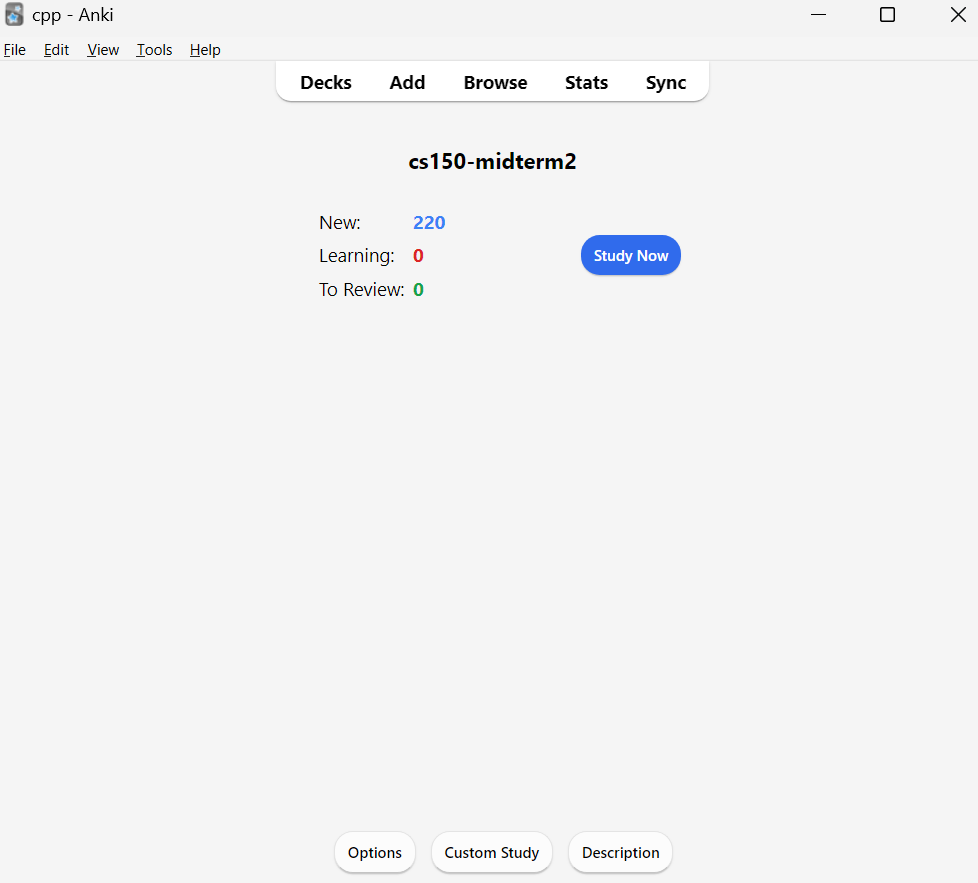 cpp - Anki
File Edit View Tools Help
Decks Add Browse Stats Sync
cs150-midterm2
New: 220
Learning: 0
Study Now
To Review: 0
Options Custom Study Description